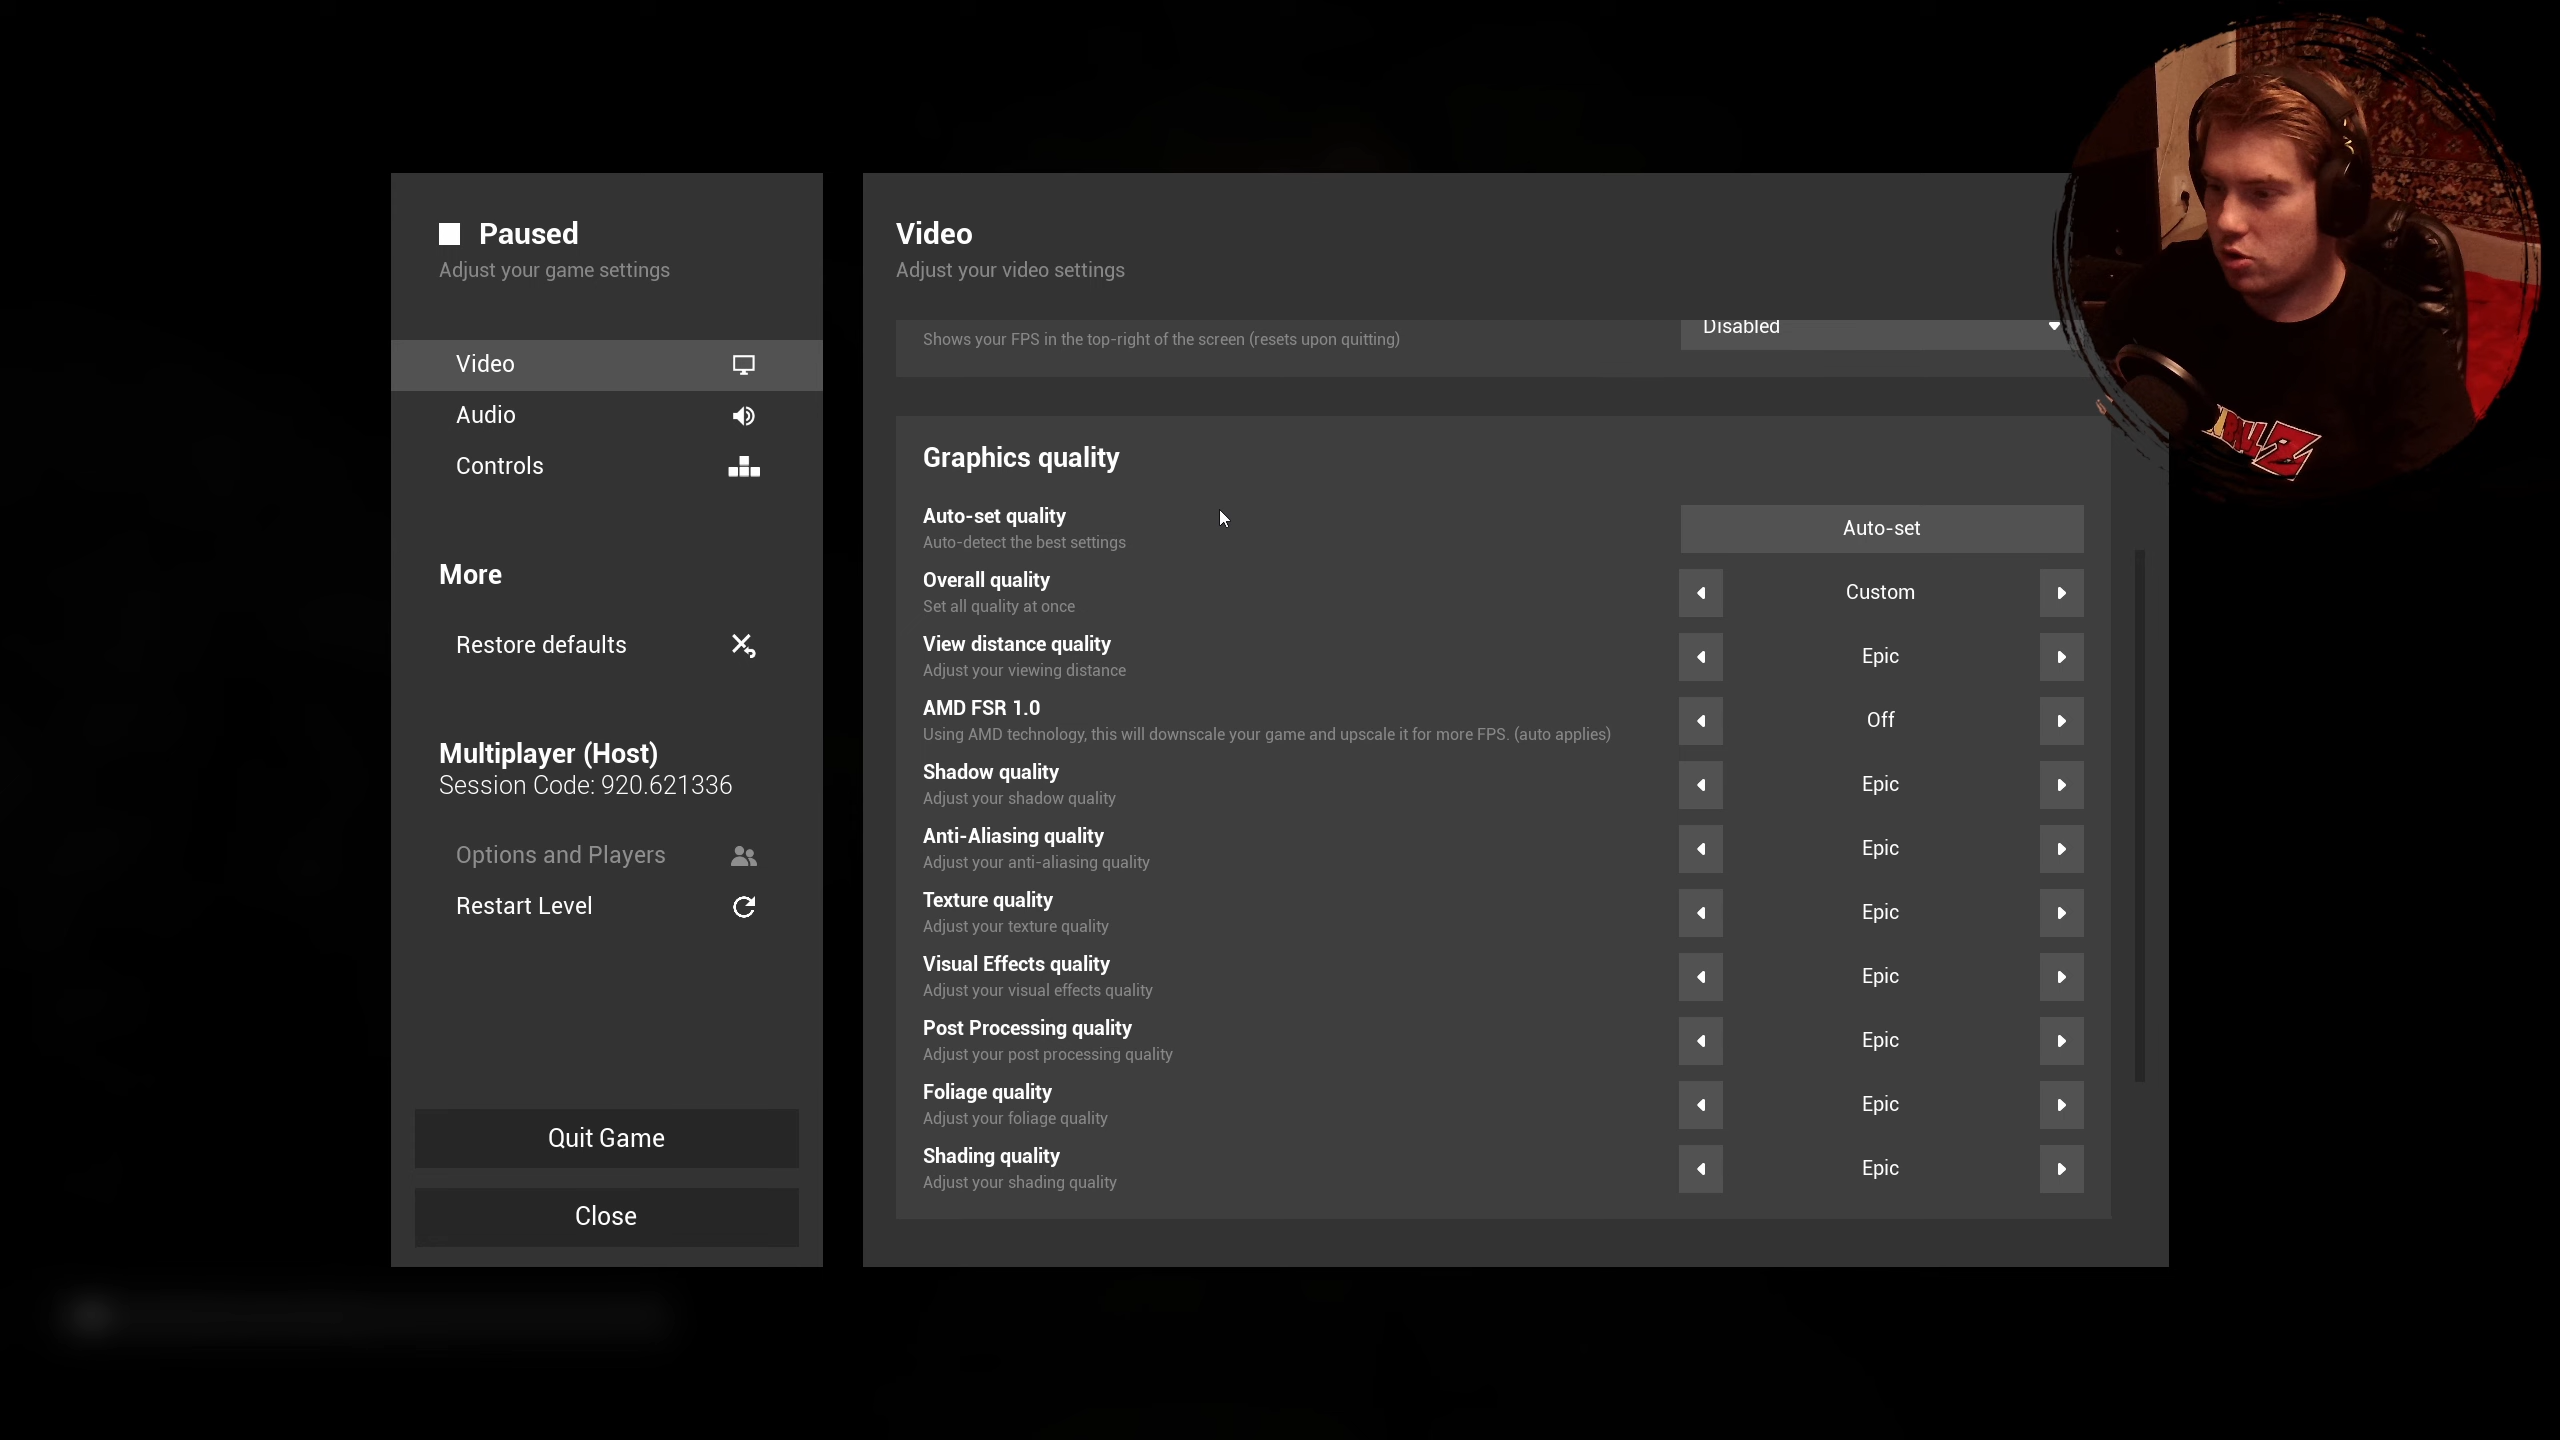 Paused
Adjust your game settings
Video
Audio
Controls
More
Restore defaults
Multiplayer (Host)
Session Code: 920.621336
Options and Players
Restart Level
Quit Game
Close
Video
Adjust your video settings
Shows your FPS in the top-right of the screen (resets upon quitting)
Disabled
Graphics quality
Auto-set quality
Auto-detect the best settings
Auto-set
Overall quality
Set all quality at once
Custom
View distance quality
Adjust your viewing distance
Epic
AMD FSR 1.0
Using AMD technology, this will downscale your game and upscale it for more FPS. (auto applies)
Off
Shadow quality
Adjust your shadow quality
Epic
Anti-Aliasing quality
Adjust your anti-aliasing quality
Epic
Texture quality
Adjust your texture quality
Epic
Visual Effects quality
Adjust your visual effects quality
Epic
Post Processing quality
Adjust your post processing quality
Epic
Foliage quality
Adjust your foliage quality
Epic
Shading quality
Adjust your shading quality
Epic